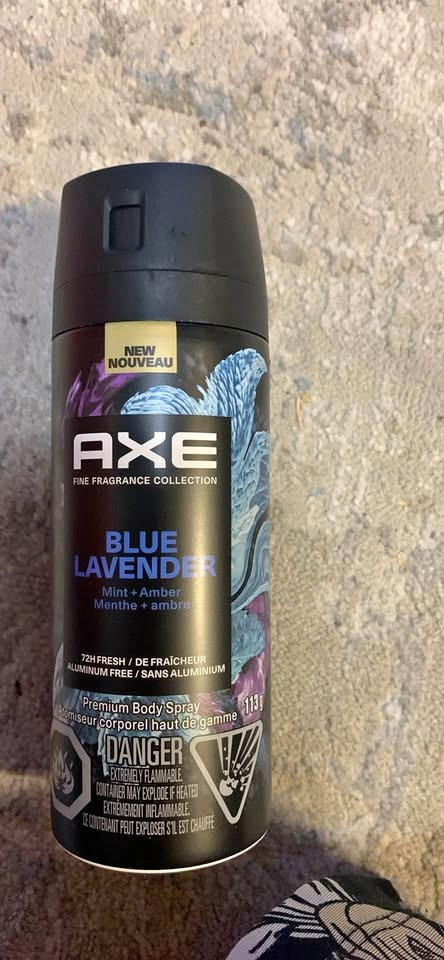 NEW
NOUVEAU
AXE
FINE FRAGRANCE COLLECTION
BLUE
LAVENDER
Mint + Amber
Menthe + ambre
72H FRESH / DE FRAÎCHEUR
ALUMINUM FREE / SANS ALUMINIUM
Premium Body Spray 113 g
Atomiseur corporel haut de gamme
DANGER
EXTREMELY FLAMMABLE.
CONTAINER MAY EXPLODE IF HEATED
EXTRÊMEMENT INFLAMMABLE.
CE CONTENANT PEUT EXPLOSER S'IL EST CHAUFFÉ